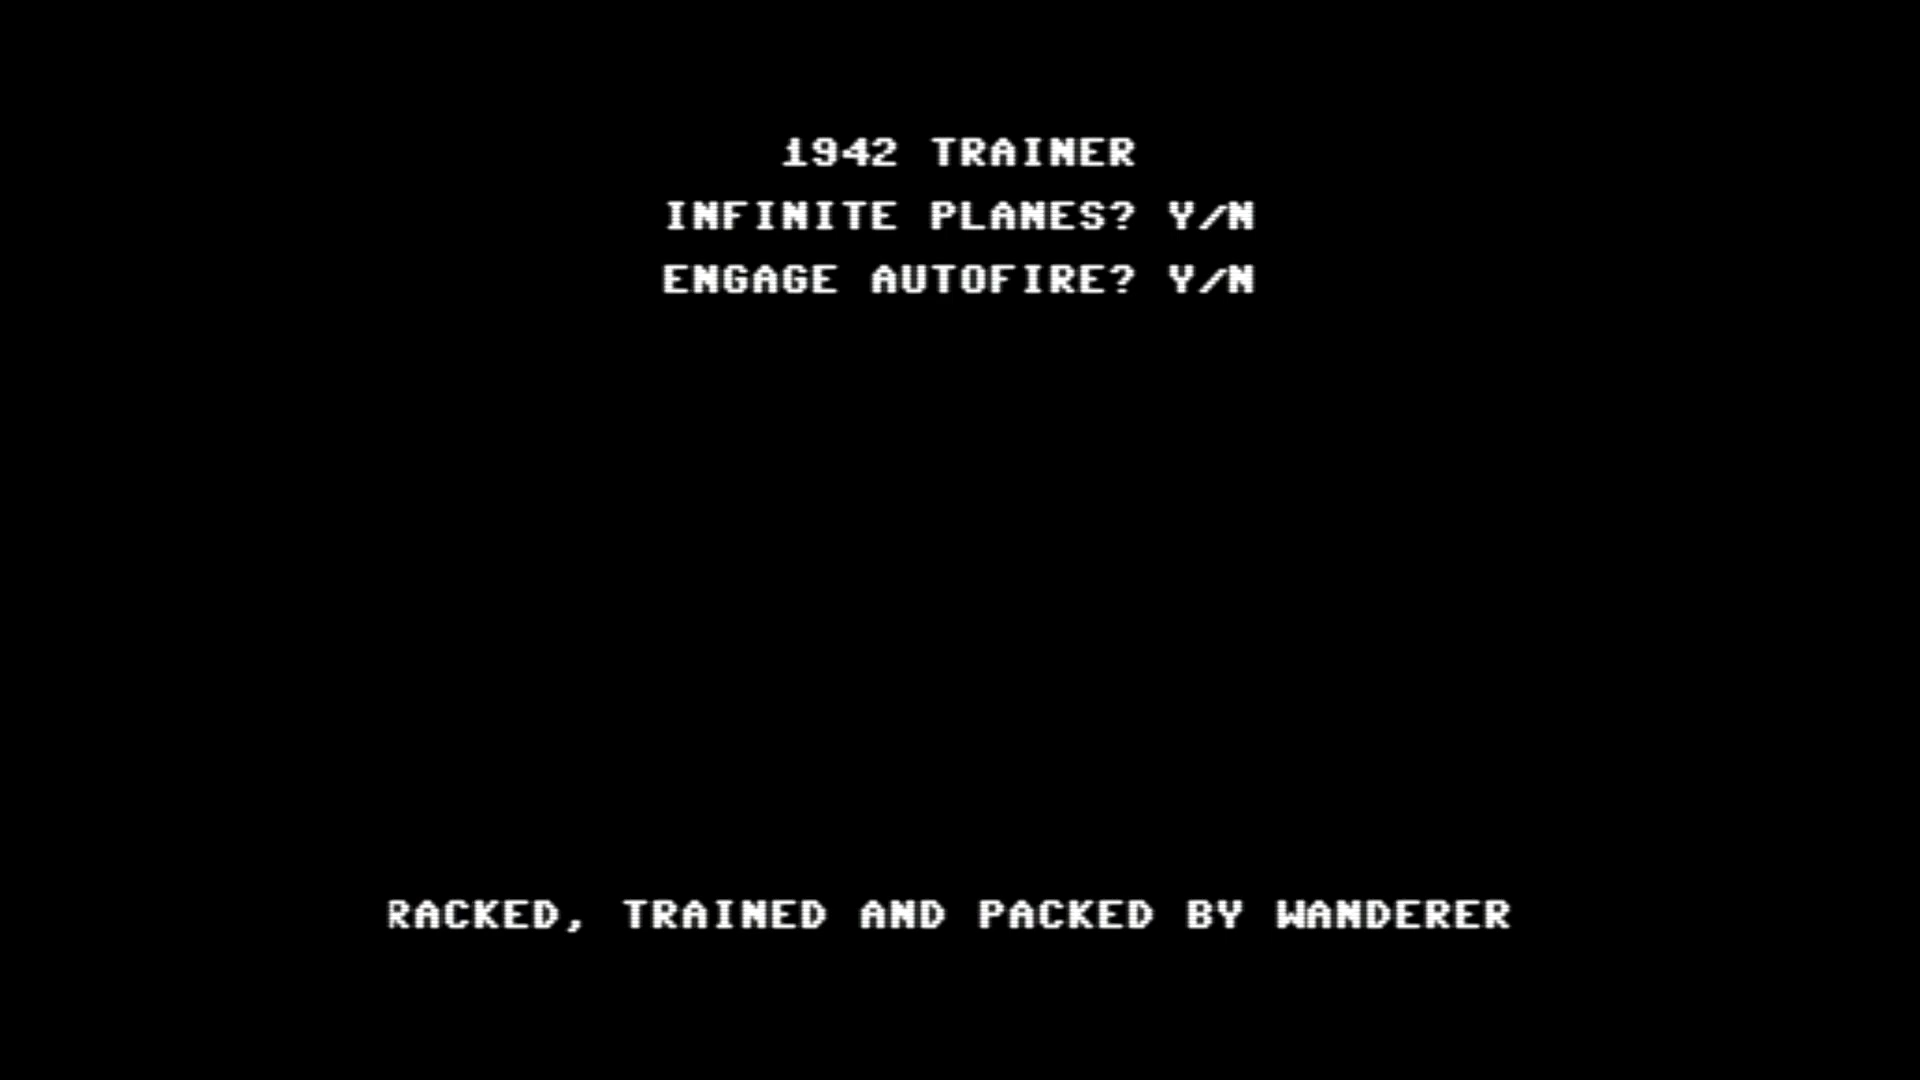 1942 TRAINER
INFINITE PLANES? Y/N
ENGAGE AUTOFIRE? Y/N
RACKED, TRAINED AND PACKED BY WANDERER